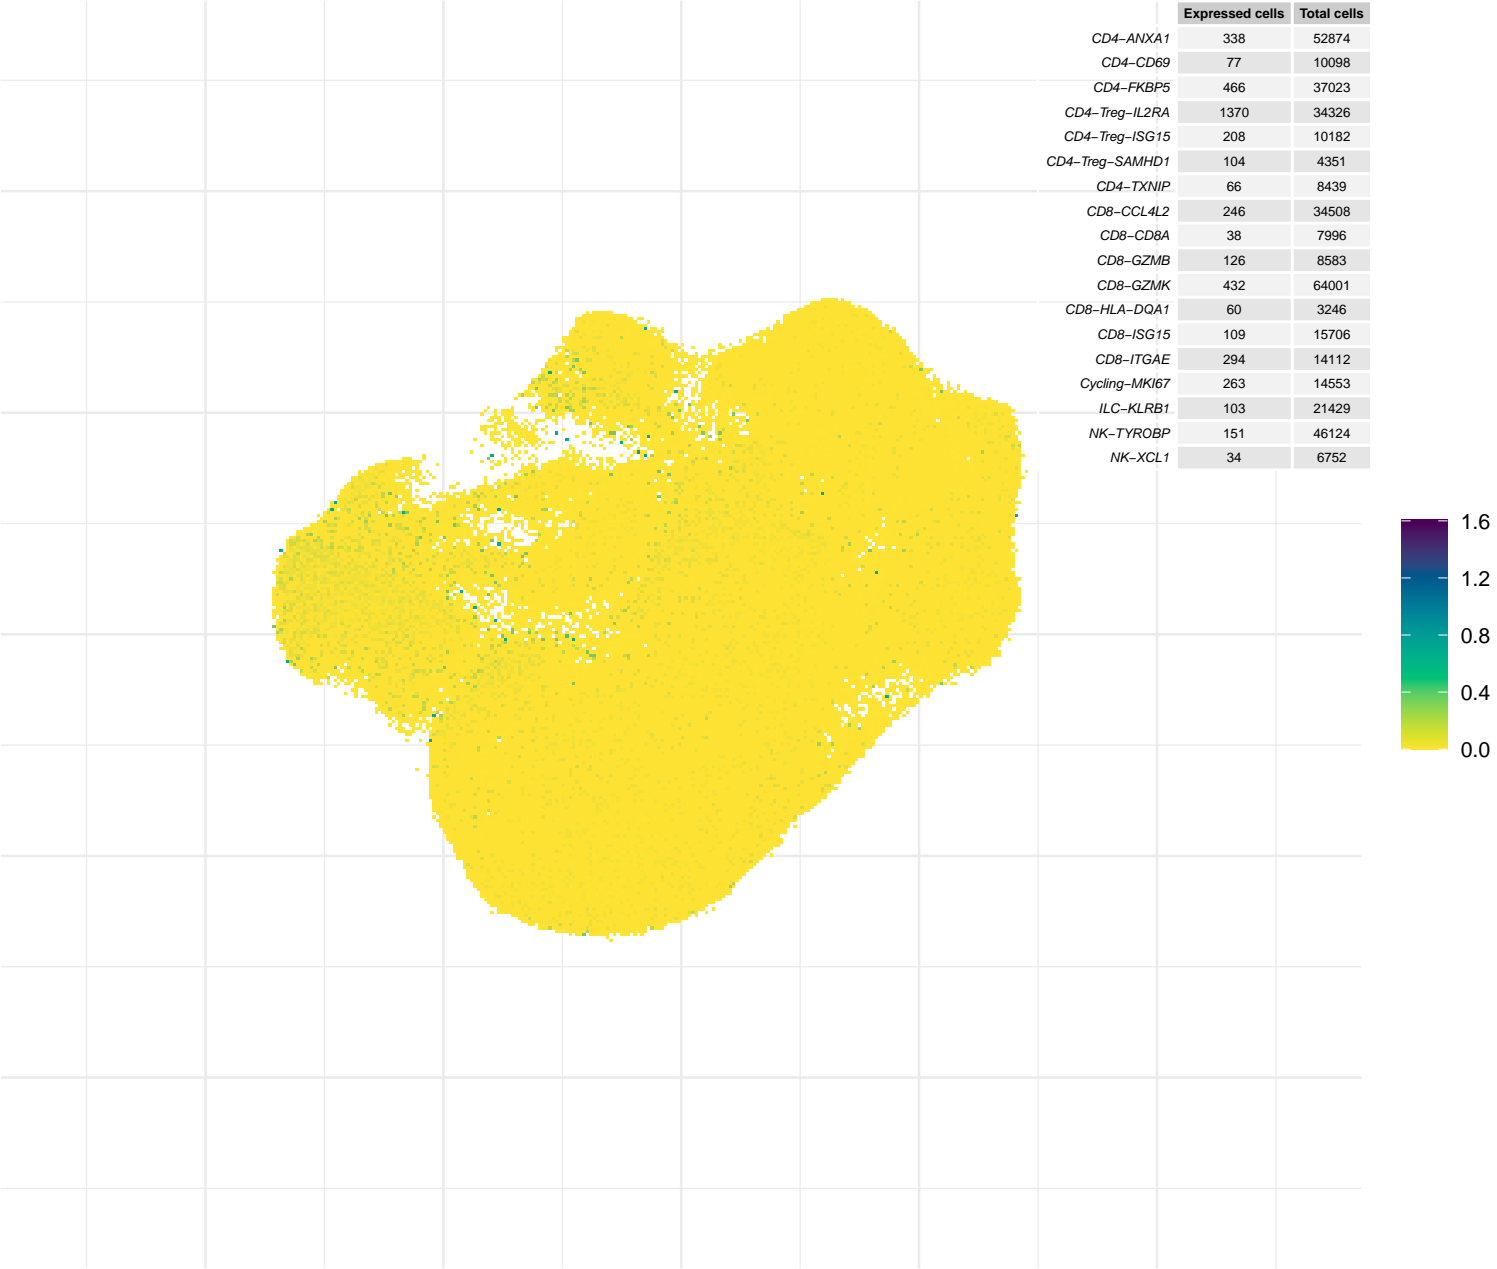 Expressed cells Total cells
CD4−ANXA1 338 52874
CD4−CD69 77 10098
CD4−FKBP5 466 37023
CD4−Treg−IL2RA 1370 34326
CD4−Treg−ISG15 208 10182
CD4−Treg−SAMHD1 104 4351
CD4−TXNIP 66 8439
CD8−CCL4L2 246 34508
CD8−CD8A 38 7996
CD8−GZMB 126 8583
CD8−GZMK 432 64001
CD8−HLA−DQA1 60 3246
CD8−ISG15 109 15706
CD8−ITGAE 294 14112
Cycling−MKI67 263 14553
ILC−KLRB1 103 21429
NK−TYROBP 151 46124
NK−XCL1 34 6752
1.6
1.2
0.8
0.4
0.0